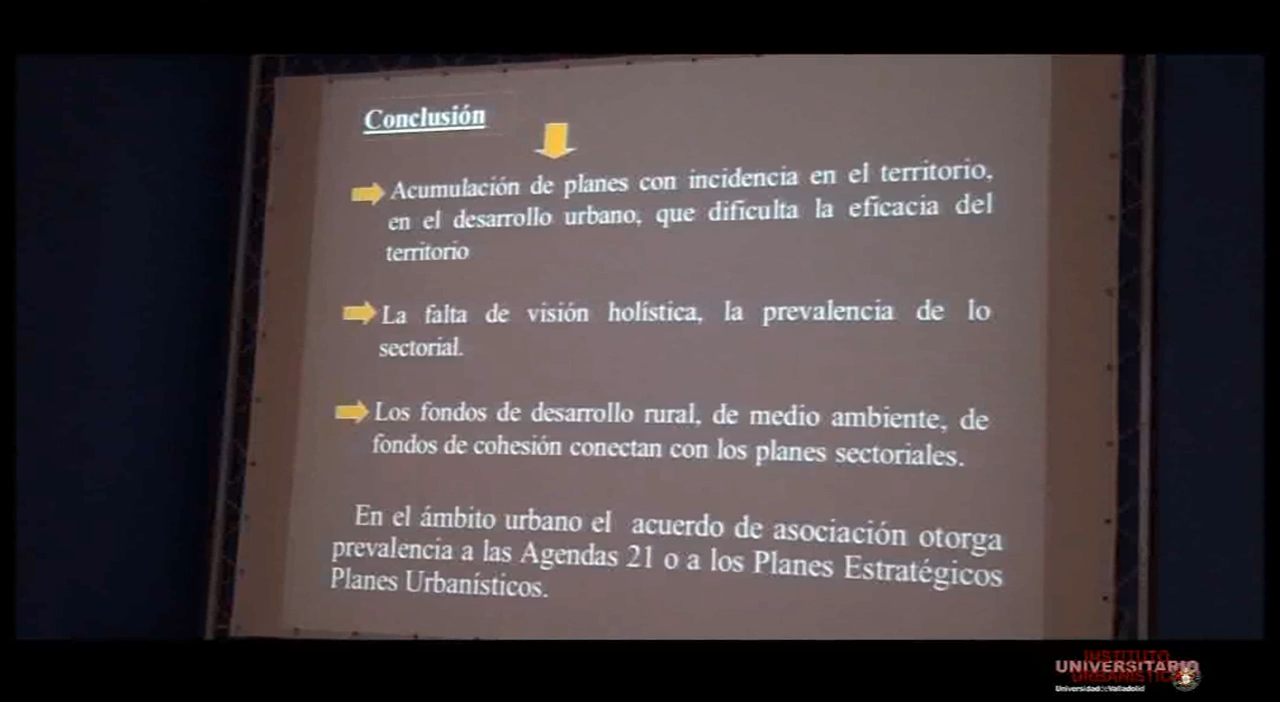 Conclusión
Acumulación de planes con incidencia en el territorio,
en el desarrollo urbano, que dificulta la eficacia del
territorio
La falta de visión holística, la prevalencia de lo
sectorial.
Los fondos de desarrollo rural, de medio ambiente, de
fondos de cohesión conectan con los planes sectoriales.
En el ámbito urbano el acuerdo de asociación otorga
prevalencia a las Agendas 21 o a los Planes Estratégicos
Planes Urbanísticos.
INSTITUTO
UNIVERSITARIO
URBANÍSTICA
Universidad de Valladolid